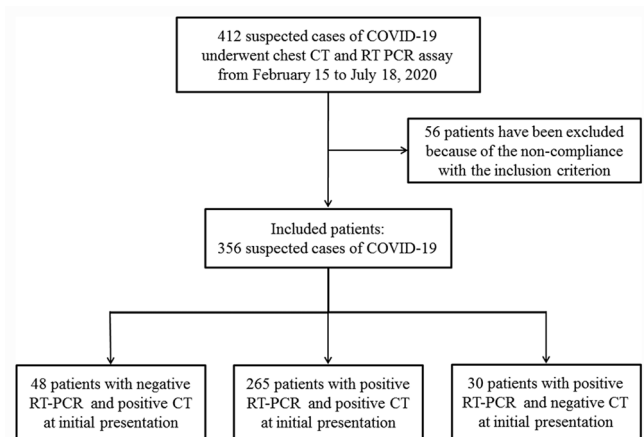 412 suspected cases of COVID-19
underwent chest CT and RT PCR assay
from February 15 to July 18, 2020
56 patients have been excluded
because of the non-compliance
with the inclusion criterion
Included patients:
356 suspected cases of COVID-19
48 patients with negative
RT-PCR and positive CT
at initial presentation
265 patients with positive
RT-PCR and positive CT
at initial presentation
30 patients with positive
RT-PCR and negative CT
at initial presentation